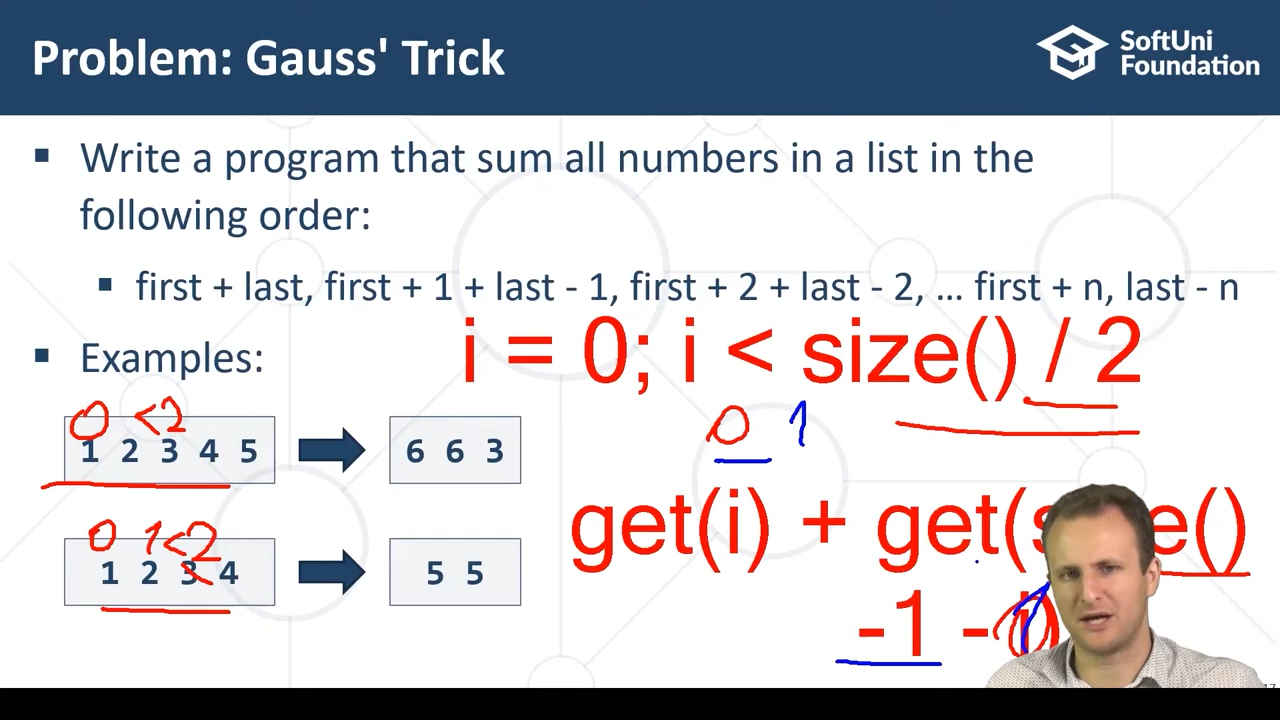 Problem: Gauss' Trick
SoftUni
Foundation
▪ Write a program that sum all numbers in a list in the
following order:
▪ first + last, first + 1 + last - 1, first + 2 + last - 2, … first + n, last - n
i = 0; i < size() / 2
▪ Examples:
0 <2
0 1
1 2 3 4 5
6 6 3
get(i) + get(size()
0 1<2
1 2 3 4
5 5
-1 -
17